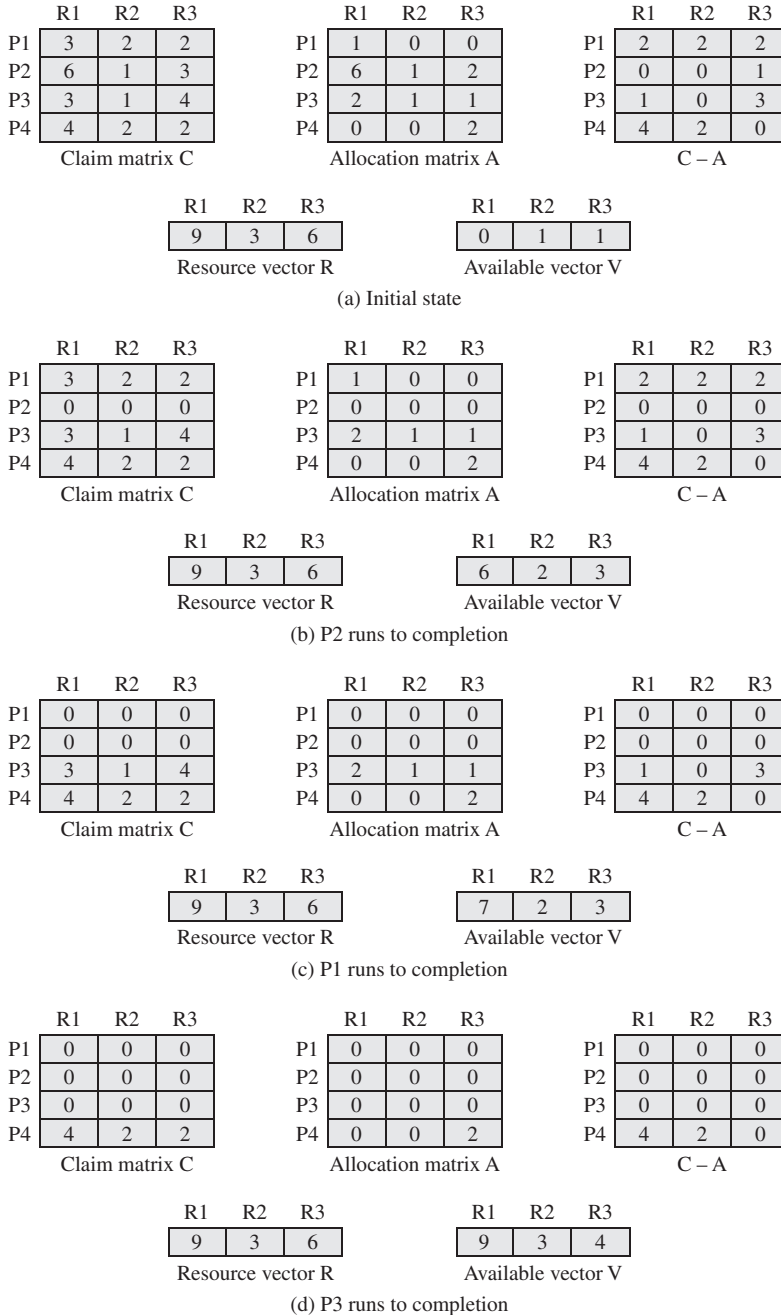 R1 R2 R3 R1 R2 R3 R1 R2 R3
P1 3 2 2 P1 1 0 0 P1 2 2 2
P2 6 1 3 P2 6 1 2 P2 0 0 1
P3 3 1 4 P3 2 1 1 P3 1 0 3
P4 4 2 2 P4 0 0 2 P4 4 2 0
Claim matrix C Allocation matrix A C – A
R1 R2 R3 R1 R2 R3
9 3 6 0 1 1
Resource vector R Available vector V
(a) Initial state
R1 R2 R3 R1 R2 R3 R1 R2 R3
P1 3 2 2 P1 1 0 0 P1 2 2 2
P2 0 0 0 P2 0 0 0 P2 0 0 0
P3 3 1 4 P3 2 1 1 P3 1 0 3
P4 4 2 2 P4 0 0 2 P4 4 2 0
Claim matrix C Allocation matrix A C – A
R1 R2 R3 R1 R2 R3
9 3 6 6 2 3
Resource vector R Available vector V
(b) P2 runs to completion
R1 R2 R3 R1 R2 R3 R1 R2 R3
P1 0 0 0 P1 0 0 0 P1 0 0 0
P2 0 0 0 P2 0 0 0 P2 0 0 0
P3 3 1 4 P3 2 1 1 P3 1 0 3
P4 4 2 2 P4 0 0 2 P4 4 2 0
Claim matrix C Allocation matrix A C – A
R1 R2 R3 R1 R2 R3
9 3 6 7 2 3
Resource vector R Available vector V
(c) P1 runs to completion
R1 R2 R3 R1 R2 R3 R1 R2 R3
P1 0 0 0 P1 0 0 0 P1 0 0 0
P2 0 0 0 P2 0 0 0 P2 0 0 0
P3 0 0 0 P3 0 0 0 P3 0 0 0
P4 4 2 2 P4 0 0 2 P4 4 2 0
Claim matrix C Allocation matrix A C – A
R1 R2 R3 R1 R2 R3
9 3 6 9 3 4
Resource vector R Available vector V
(d) P3 runs to completion